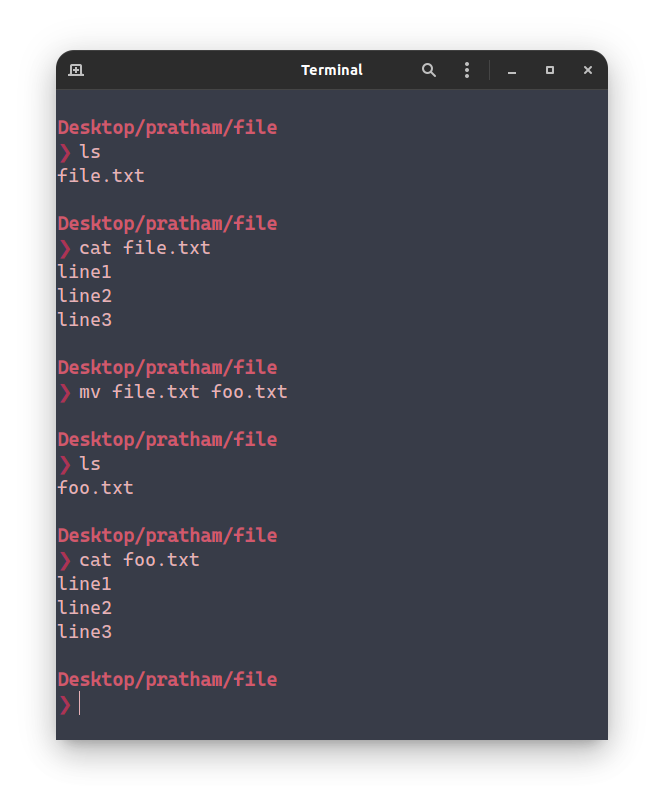 Terminal
Desktop/pratham/file
❯ ls
file.txt
Desktop/pratham/file
❯ cat file.txt
line1
line2
line3
Desktop/pratham/file
❯ mv file.txt foo.txt
Desktop/pratham/file
❯ ls
foo.txt
Desktop/pratham/file
❯ cat foo.txt
line1
line2
line3
Desktop/pratham/file
❯